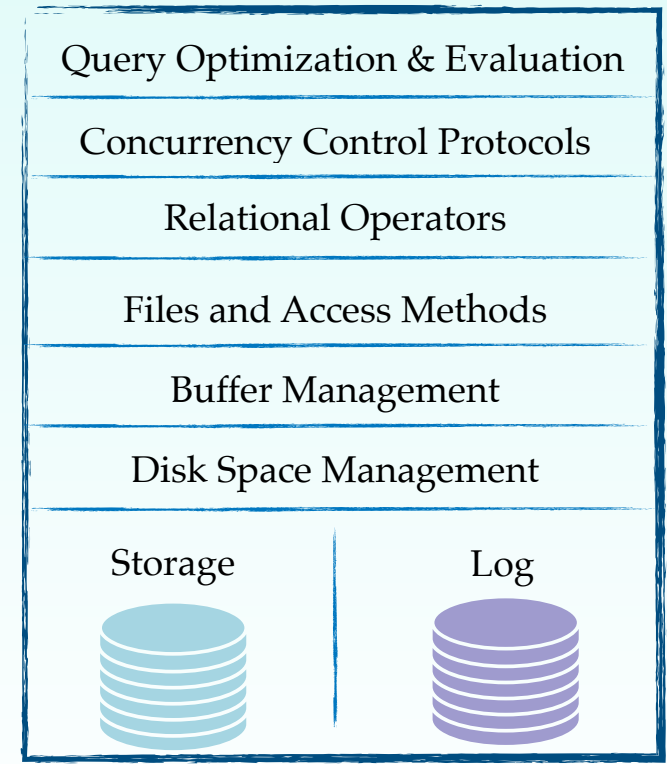 Query Optimization & Evaluation
Concurrency Control Protocols
Relational Operators
Files and Access Methods
Buffer Management
Disk Space Management
Storage
Log